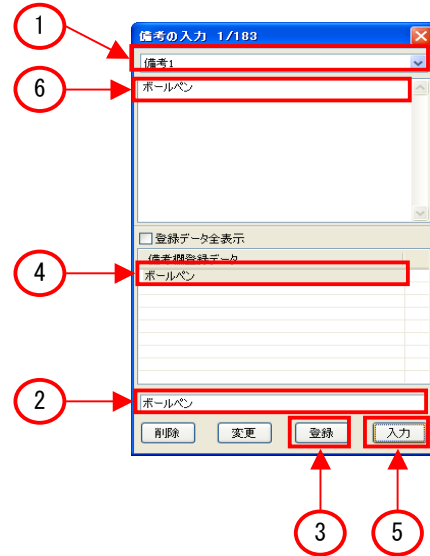 1
備考の入力 1/183
備考1
6
ボールペン
登録データ全表示
備考欄登録データ
4
ボールペン
2
ボールペン
削除 変更 登録 入力
3 5